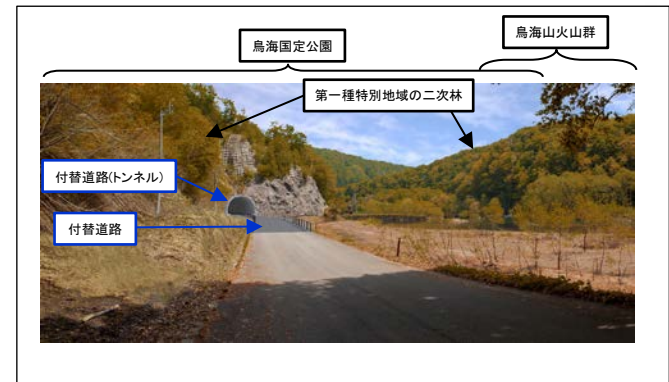 鳥海山火山群
鳥海国定公園
第一種特別地域の二次林
付替道路(トンネル)
付替道路